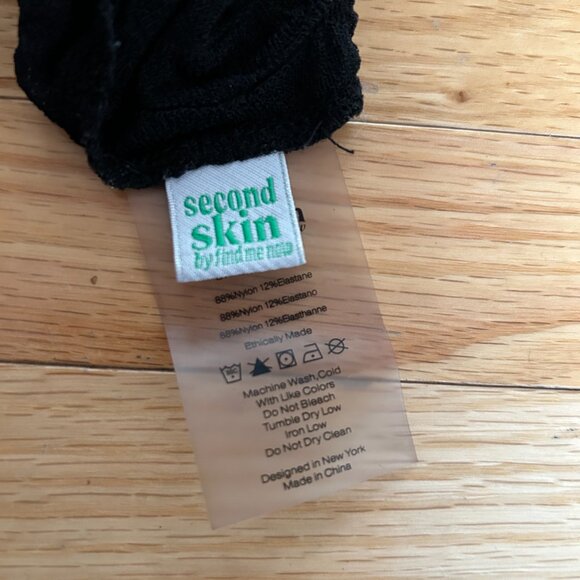 second
skin
by find me now
88%Nylon 12%Elastane
88%Nylon 12%Elastano
88%Nylon 12%Elasthanne
Ethically Made
Machine Wash,Cold
With Like Colors
Do Not Bleach
Tumble Dry Low
Iron Low
Do Not Dry Clean
Designed in New York
Made in China